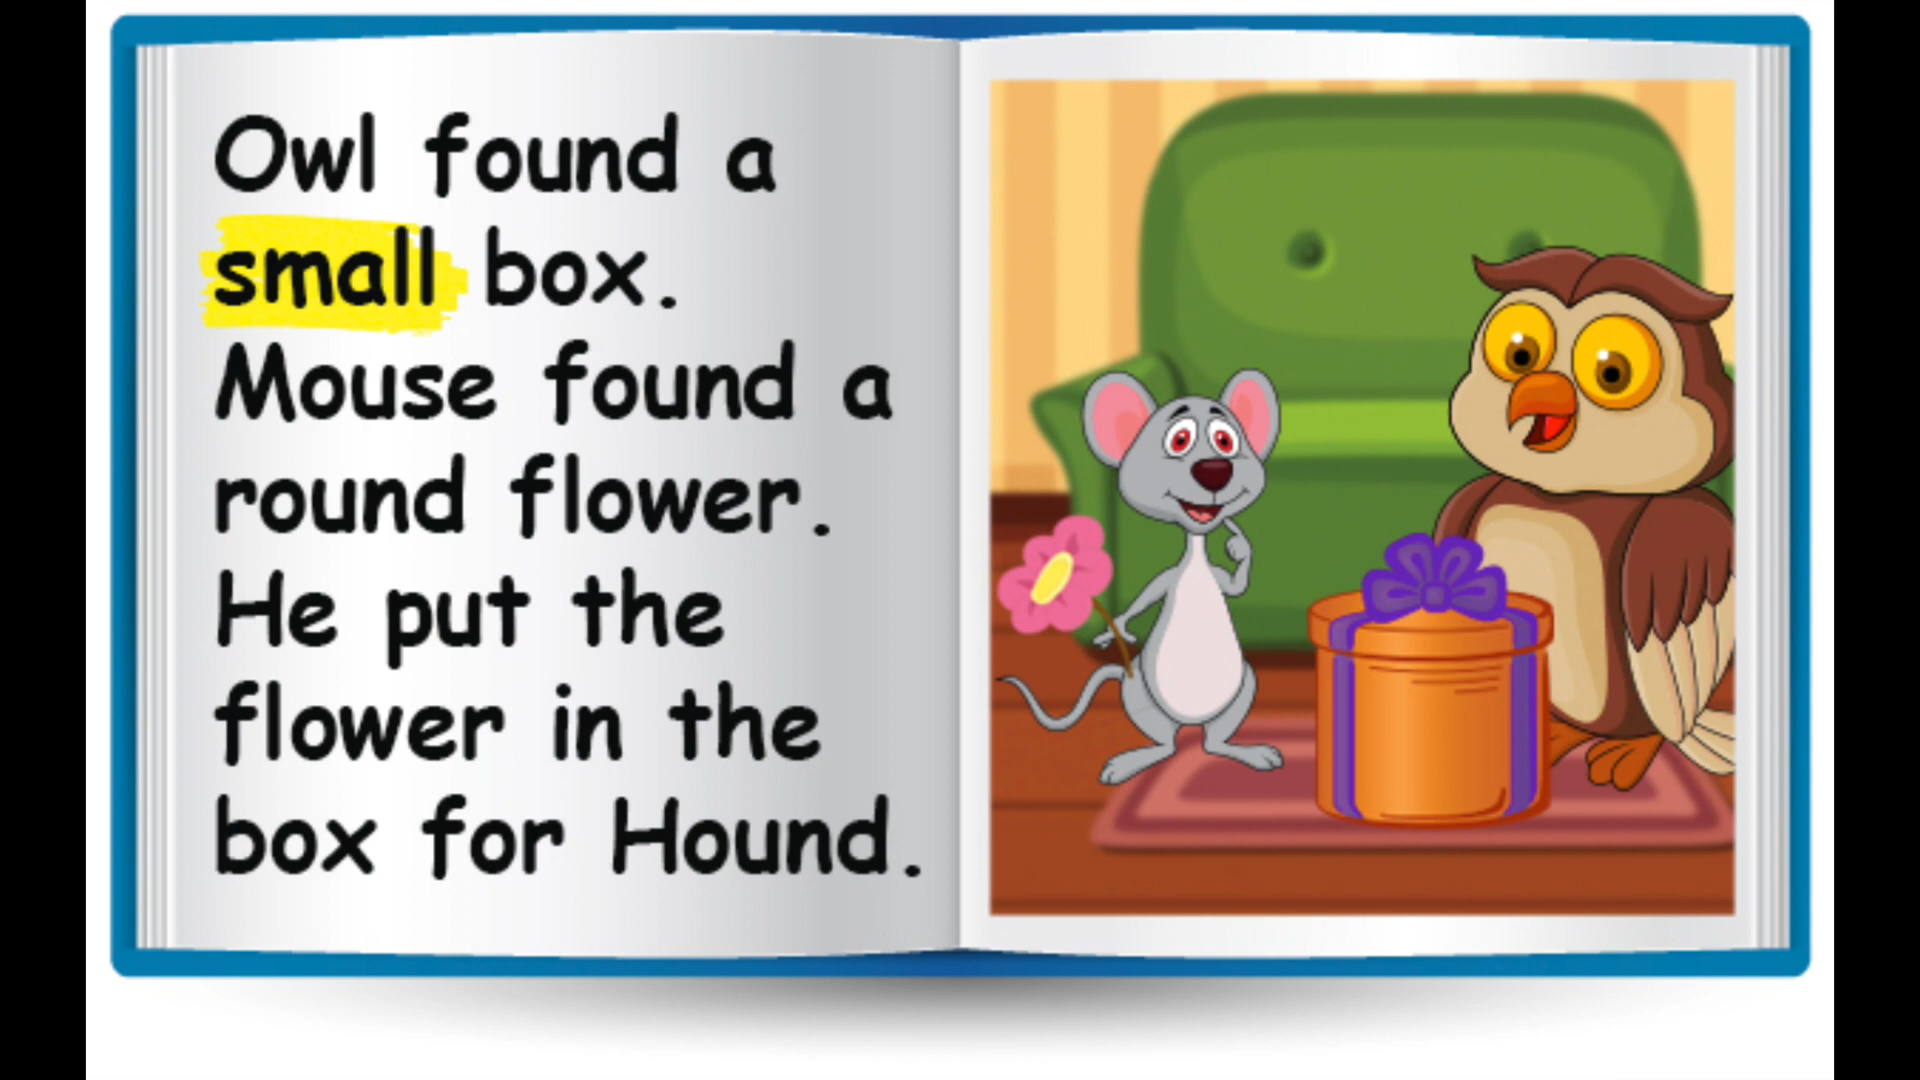 Owl found a
small box.
Mouse found a
round flower.
He put the
flower in the
box for Hound.